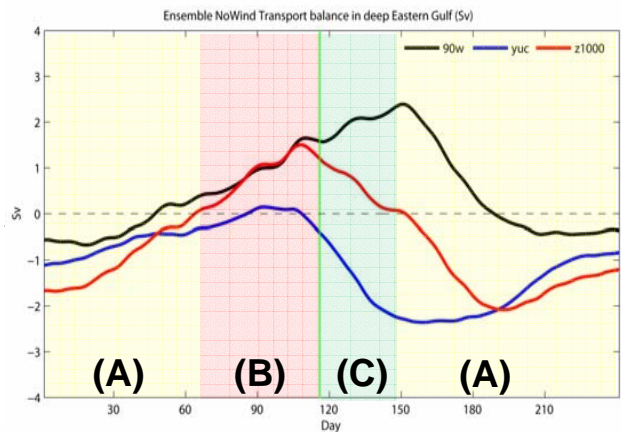 Ensemble NoWind Transport balance in deep Eastern Gulf (Sv)
4
90w yuc z1000
3
2
1
Sv
0
-1
-2
-3
(A) (B) (C) (A)
-4
30 60 90 120 150 180 210
Day